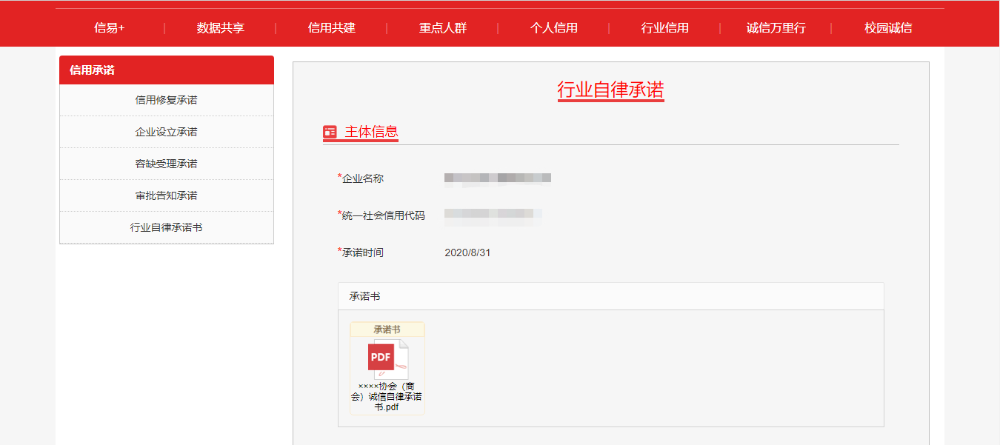 信易+
数据共享
信用共建
重点人群
个人信用
行业信用
诚信万里行
校园诚信
信用承诺
信用修复承诺
企业设立承诺
容缺受理承诺
审批告知承诺
行业自律承诺书
行业自律承诺
主体信息
*企业名称
*统一社会信用代码
*承诺时间 2020/8/31
承诺书
承诺书
PDF
××××协会（商
会）诚信自律承诺
书.pdf